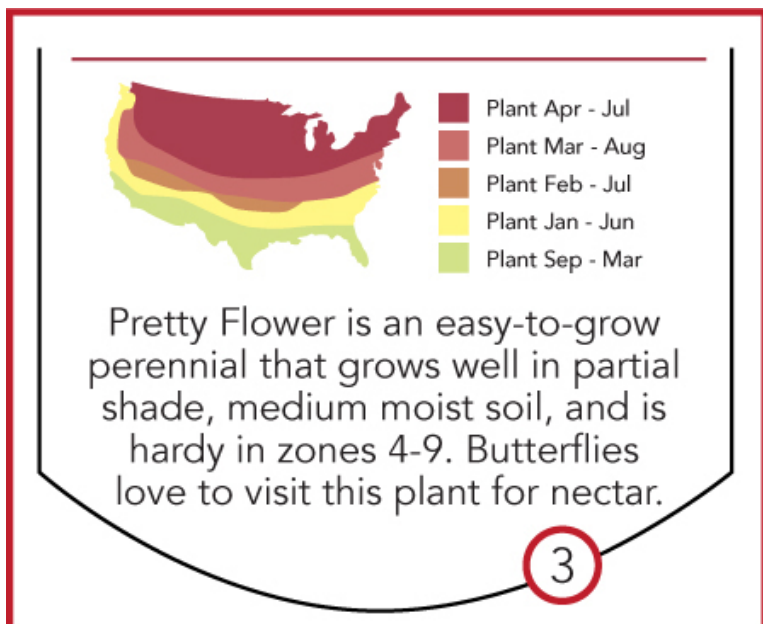 Plant Apr - Jul
Plant Mar - Aug
Plant Feb - Jul
Plant Jan - Jun
Plant Sep - Mar
Pretty Flower is an easy-to-grow
perennial that grows well in partial
shade, medium moist soil, and is
hardy in zones 4-9. Butterflies
love to visit this plant for nectar.
3